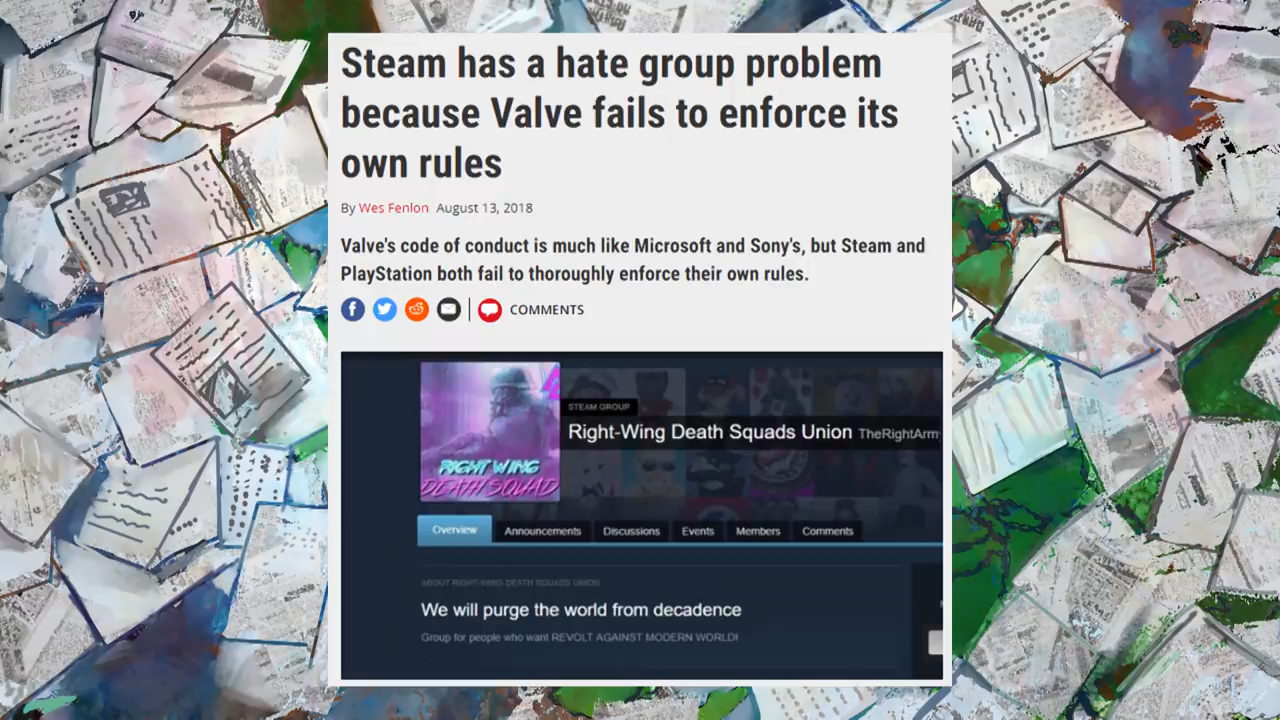 Steam has a hate group problem
because Valve fails to enforce its
own rules
By Wes Fenlon August 13, 2018
Valve's code of conduct is much like Microsoft and Sony's, but Steam and
PlayStation both fail to thoroughly enforce their own rules.
COMMENTS
STEAM GROUP
Right-Wing Death Squads Union TheRightArm
RIGHT WING
DEATH SQUAD
Overview Announcements Discussions Events Members Comments
ABOUT RIGHT-WING DEATH SQUADS UNION
We will purge the world from decadence
Group for people who want REVOLT AGAINST MODERN WORLD!